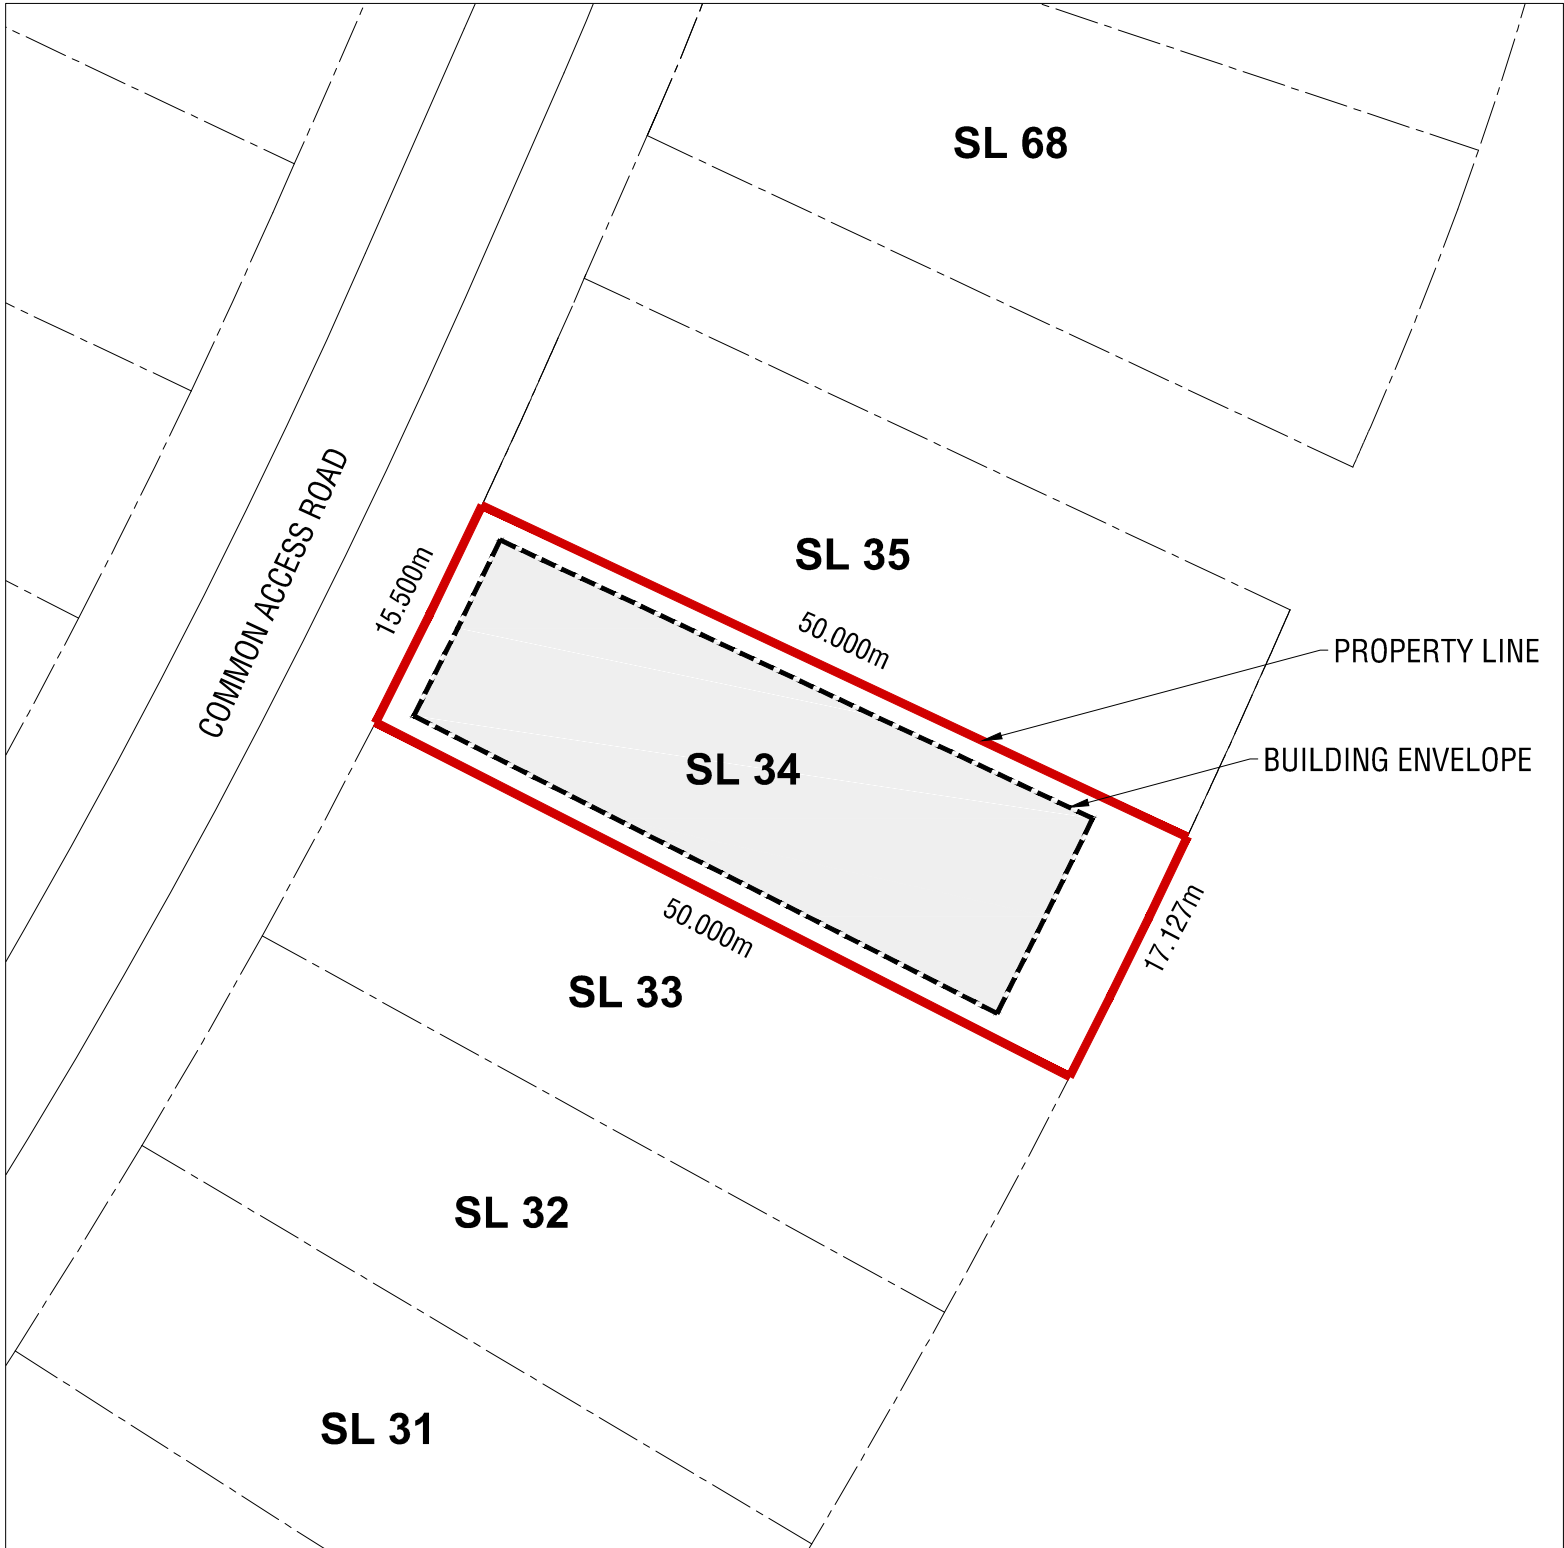 SL 68
COMMON ACCESS ROAD
15.500m
SL 35
50.000m
PROPERTY LINE
BUILDING ENVELOPE
SL 34
50.000m
17.127m
SL 33
SL 32
SL 31